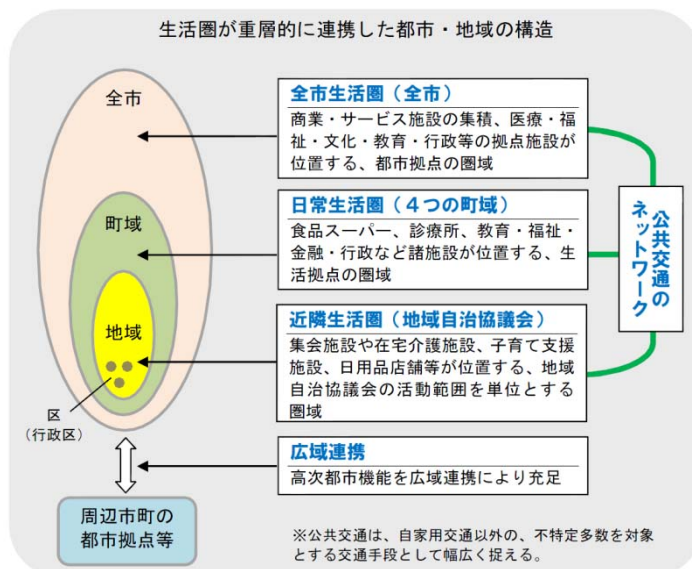 生活圏が重層的に連携した都市・地域の構造
全市
町域
地域
区
（行政区）
周辺市町の
都市拠点等
全市生活圏（全市）
商業・サービス施設の集積、医療・福
祉・文化・教育・行政等の拠点施設が
位置する、都市拠点の圏域
日常生活圏（４つの町域）
食品スーパー、診療所、教育・福祉・
金融・行政など諸施設が位置する、生
活拠点の圏域
近隣生活圏（地域自治協議会）
集会施設や在宅介護施設、子育て支援
施設、日用品店舗等が位置する、地域
自治協議会の活動範囲を単位とする
圏域
広域連携
高次都市機能を広域連携により充足
公共交通の
ネットワーク
※公共交通は、自家用交通以外の、不特定多数を対象
とする交通手段として幅広く捉える。